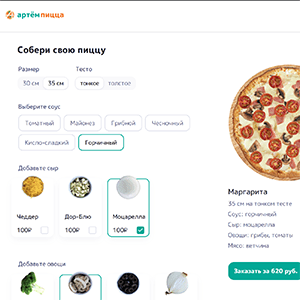 артём пицца
Собери свою пиццу
Размер Тесто
30 см 35 см тонкое толстое
Выберите соус
Томатный Майонез Грибной Чесночный
Кисло-сладкий Горчичный
Добавьте сыр
Чеддер Дор-Блю Моцарелла
100₽ 100₽ 100₽
Добавьте овощи
Маргарита
35 см на тонком тесте
Соус: горчичный
Сыр: моцарелла
Овощи: грибы, томаты
Мясо: ветчина
Заказать за 620 руб.